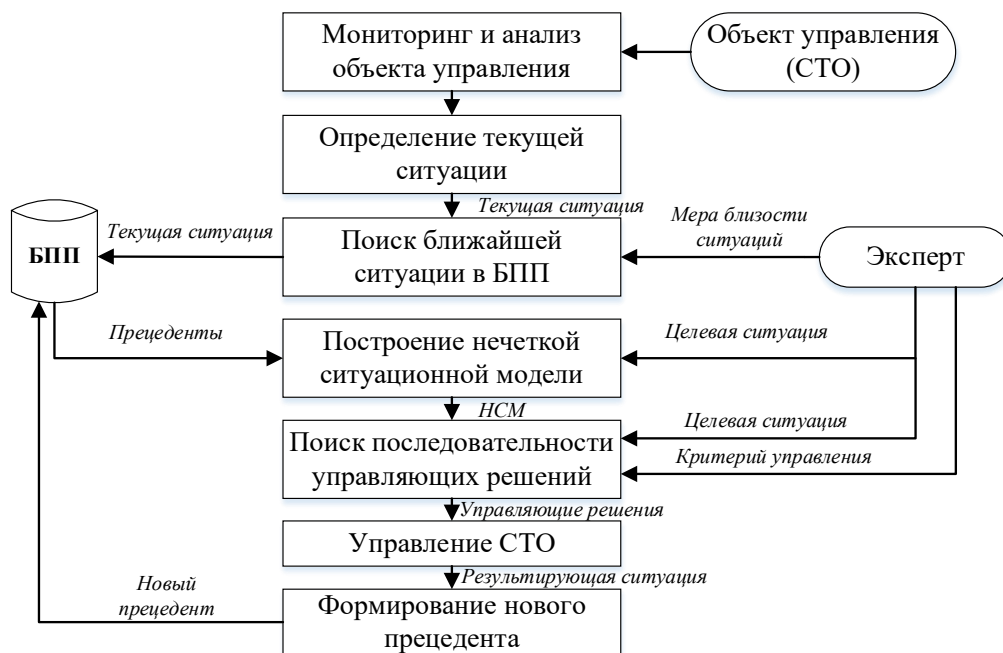 Мониторинг и анализ
объекта управления
Объект управления
(СТО)
Определение текущей
ситуации
Текущая ситуация
Мера близости
ситуаций
Текущая ситуация
БПП
Поиск ближайшей
ситуации в БПП
Эксперт
Прецеденты
Построение нечеткой
ситуационной модели
Целевая ситуация
НСМ
Поиск последовательности
управляющих решений
Целевая ситуация
Критерий управления
Управляющие решения
Управление СТО
Результирующая ситуация
Новый
прецедент
Формирование нового
прецедента